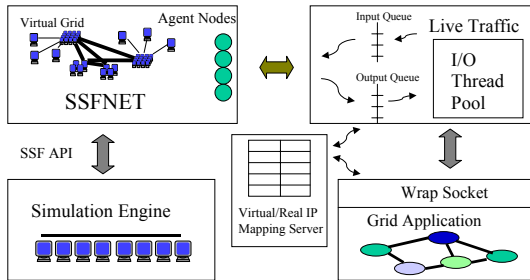 Virtual Grid
Agent Nodes
SSFNET
Input Queue
Live Traffic
Output Queue
I/O
Thread
Pool
SSF API
Simulation Engine
Virtual/Real IP
Mapping Server
Wrap Socket
Grid Application